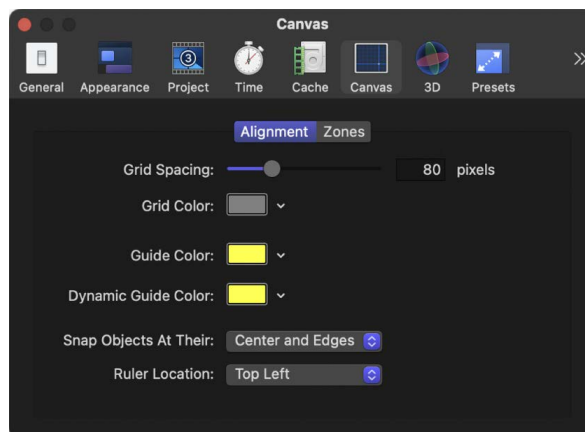 Canvas
General Appearance Project Time Cache Canvas 3D Presets
Alignment Zones
Grid Spacing: 80 pixels
Grid Color:
Guide Color:
Dynamic Guide Color:
Snap Objects At Their: Center and Edges
Ruler Location: Top Left